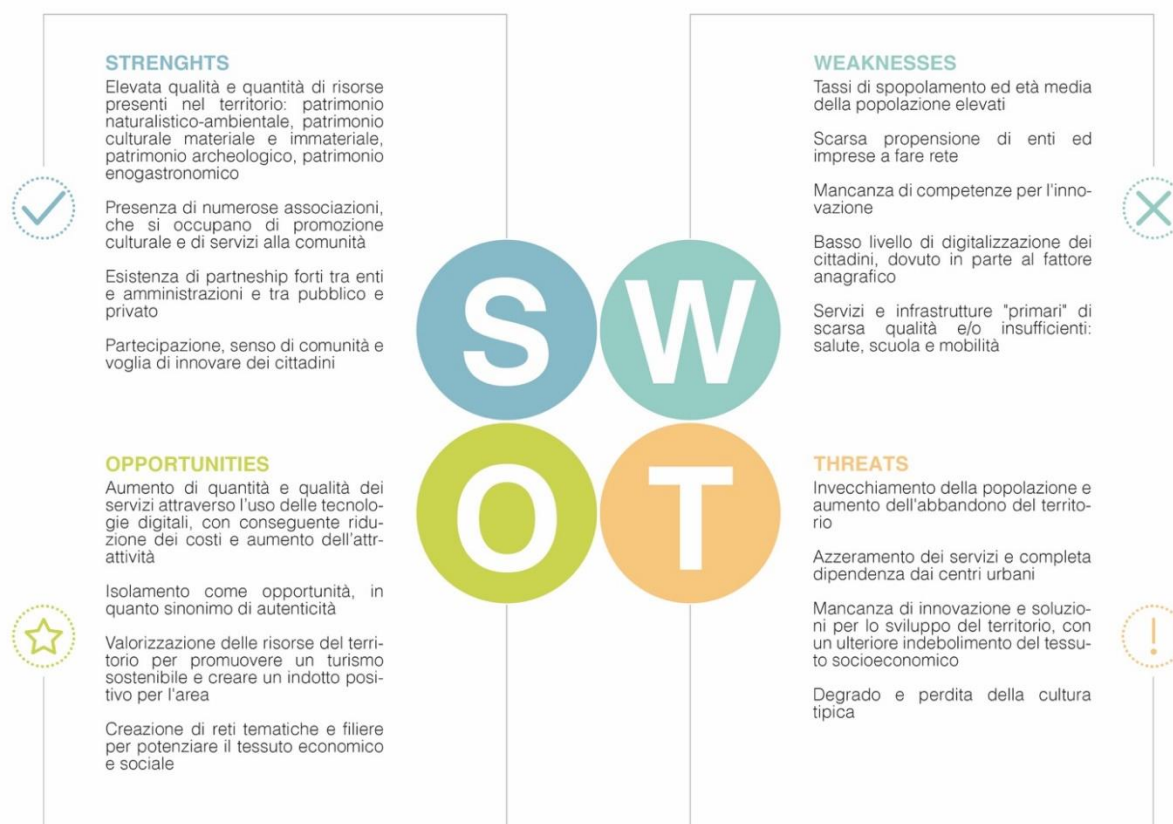 STRENGHTS
Elevata qualità e quantità di risorse
presenti nel territorio: patrimonio
naturalistico-ambientale, patrimonio
culturale materiale e immateriale,
patrimonio archeologico, patrimonio
enogastronomico
Presenza di numerose associazioni,
che si occupano di promozione
culturale e di servizi alla comunità
Esistenza di partneship forti tra enti
e amministrazioni e tra pubblico e
privato
Partecipazione, senso di comunità e
voglia di innovare dei cittadini
WEAKNESSES
Tassi di spopolamento ed età media
della popolazione elevati
Scarsa propensione di enti ed
imprese a fare rete
Mancanza di competenze per l'inno-
vazione
Basso livello di digitalizzazione dei
cittadini, dovuto in parte al fattore
anagrafico
Servizi e infrastrutture "primari" di
scarsa qualità e/o insufficienti:
salute, scuola e mobilità
S W
O T
OPPORTUNITIES
Aumento di quantità e qualità dei
servizi attraverso l'uso delle tecnolo-
gie digitali, con conseguente ridu-
zione dei costi e aumento dell'attr-
attività
Isolamento come opportunità, in
quanto sinonimo di autenticità
Valorizzazione delle risorse del terri-
torio per promuovere un turismo
sostenibile e creare un indotto posi-
tivo per l'area
Creazione di reti tematiche e filiere
per potenziare il tessuto economico
e sociale
THREATS
Invecchiamento della popolazione e
aumento dell'abbandono del territo-
rio
Azzeramento dei servizi e completa
dipendenza dai centri urbani
Mancanza di innovazione e soluzio-
ni per lo sviluppo del territorio, con
un ulteriore indebolimento del tessu-
to socioeconomico
Degrado e perdita della cultura
tipica
!